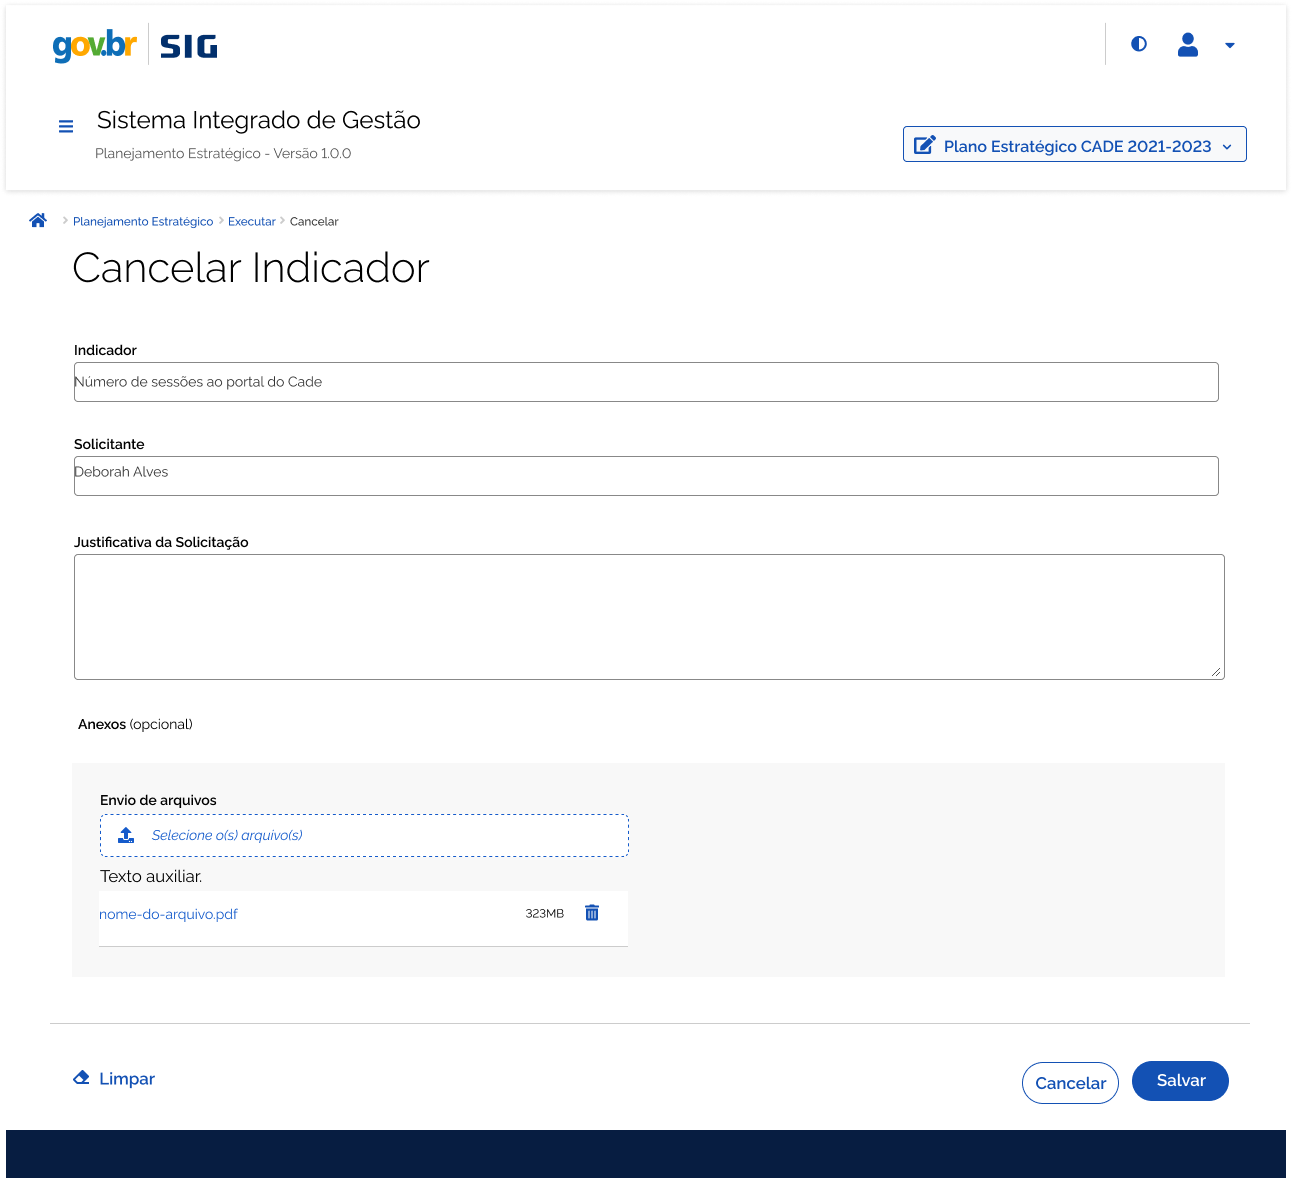 gov.br SIG
Sistema Integrado de Gestão
Planejamento Estratégico - Versão 1.0.0
Plano Estratégico CADE 2021-2023
Planejamento Estratégico Executar Cancelar
Cancelar Indicador
Indicador
Número de sessões ao portal do Cade
Solicitante
Deborah Alves
Justificativa da Solicitação
Anexos (opcional)
Envio de arquivos
Selecione o(s) arquivo(s)
Texto auxiliar.
nome-do-arquivo.pdf 323MB
Limpar
Cancelar
Salvar